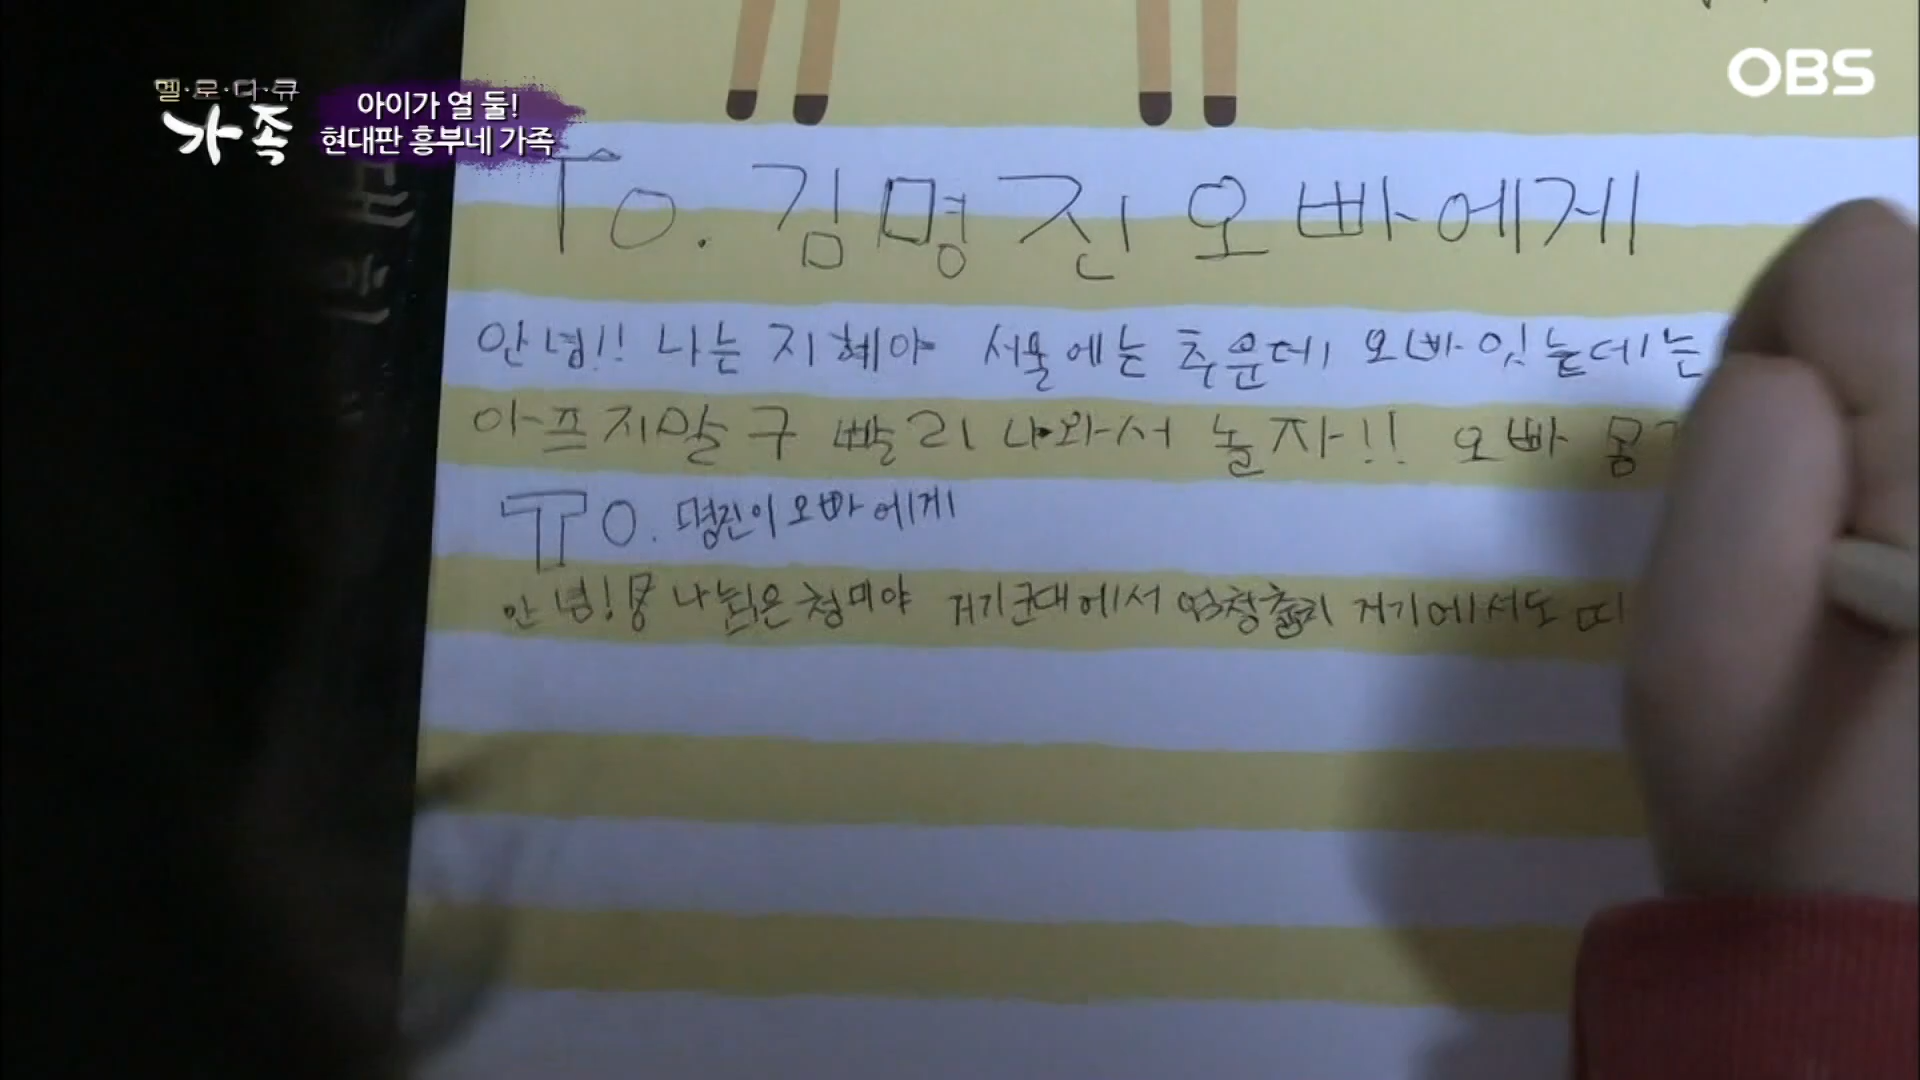 OBS
멜·로·디·큐
가족
아이가 열 둘!
현대판 흥부네 가족
To. 김명진오빠에게
안녕!! 나는 지혜야 서울에는 추운데 오빠있는데는
아프지말구 빨리 나와서 놀자!! 오빠 몽
To. 명진이오빠에게
안녕! 나는 청미야 거기군대에서 엄청춥지 거기에서도 따